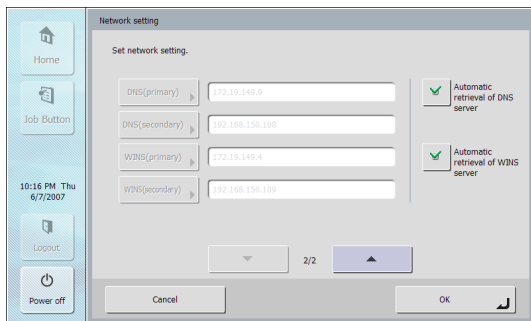 Network setting
Home
Job Button
10:16 PM Thu
6/7/2007
Logout
Power off
Set network setting.
DNS(primary)
172.19.149.9
DNS(secondary)
192.168.150.108
WINS(primary)
172.19.149.4
WINS(secondary)
192.168.150.109
Automatic
retrieval of DNS
server
Automatic
retrieval of WINS
server
2/2
Cancel
OK